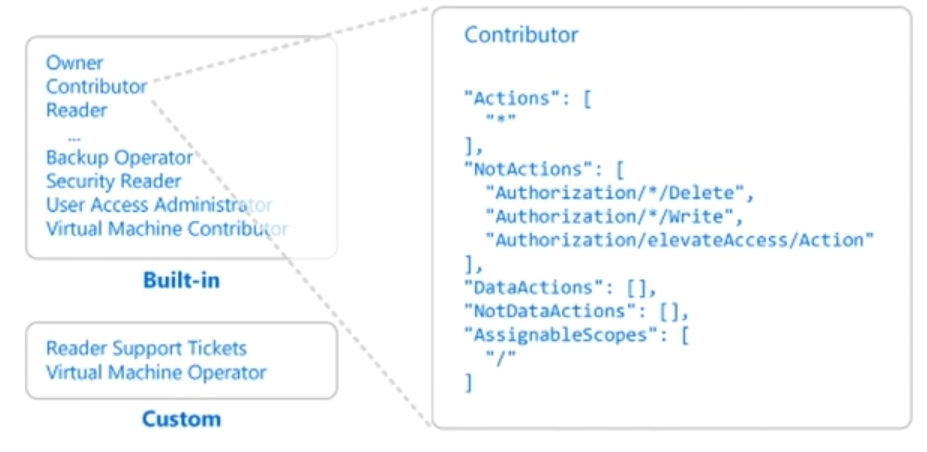 Owner
Contributor
Reader
...
Backup Operator
Security Reader
User Access Administrator
Virtual Machine Contributor
Built-in
Reader Support Tickets
Virtual Machine Operator
Custom
Contributor
"Actions": [
"*"
],
"NotActions": [
"Authorization/*/Delete",
"Authorization/*/Write",
"Authorization/elevateAccess/Action"
],
"DataActions": [],
"NotDataActions": [],
"AssignableScopes": [
"/"
]